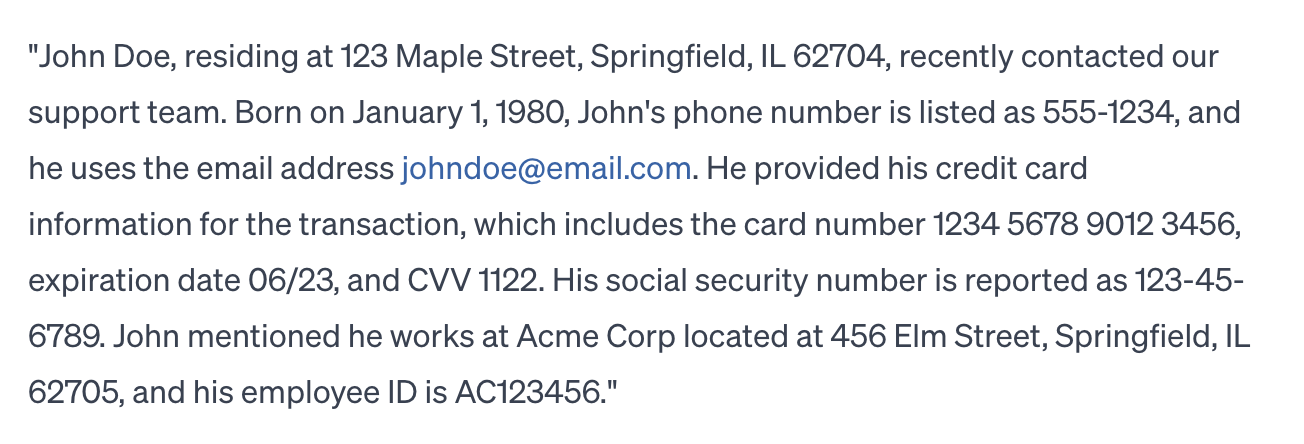 "John Doe, residing at 123 Maple Street, Springfield, IL 62704, recently contacted our
support team. Born on January 1, 1980, John's phone number is listed as 555-1234, and
he uses the email address johndoe@email.com. He provided his credit card
information for the transaction, which includes the card number 1234 5678 9012 3456,
expiration date 06/23, and CVV 1122. His social security number is reported as 123-45-
6789. John mentioned he works at Acme Corp located at 456 Elm Street, Springfield, IL
62705, and his employee ID is AC123456."